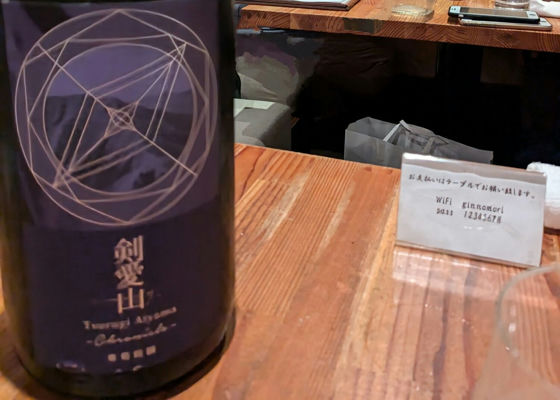 剣愛山
Tsurugi Aiyama
-Chronicle-
お支払いはテーブルでお願い致します。
WiFi ginnomori
pass 12345678